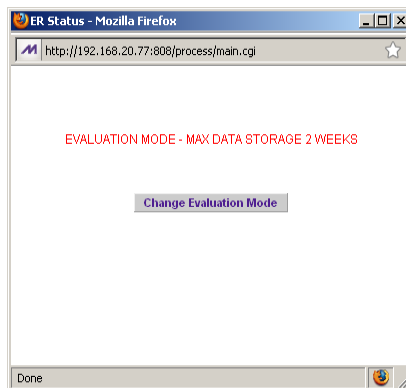 ER Status - Mozilla Firefox
http://192.168.20.77:808/process/main.cgi
EVALUATION MODE - MAX DATA STORAGE 2 WEEKS
Change Evaluation Mode
Done